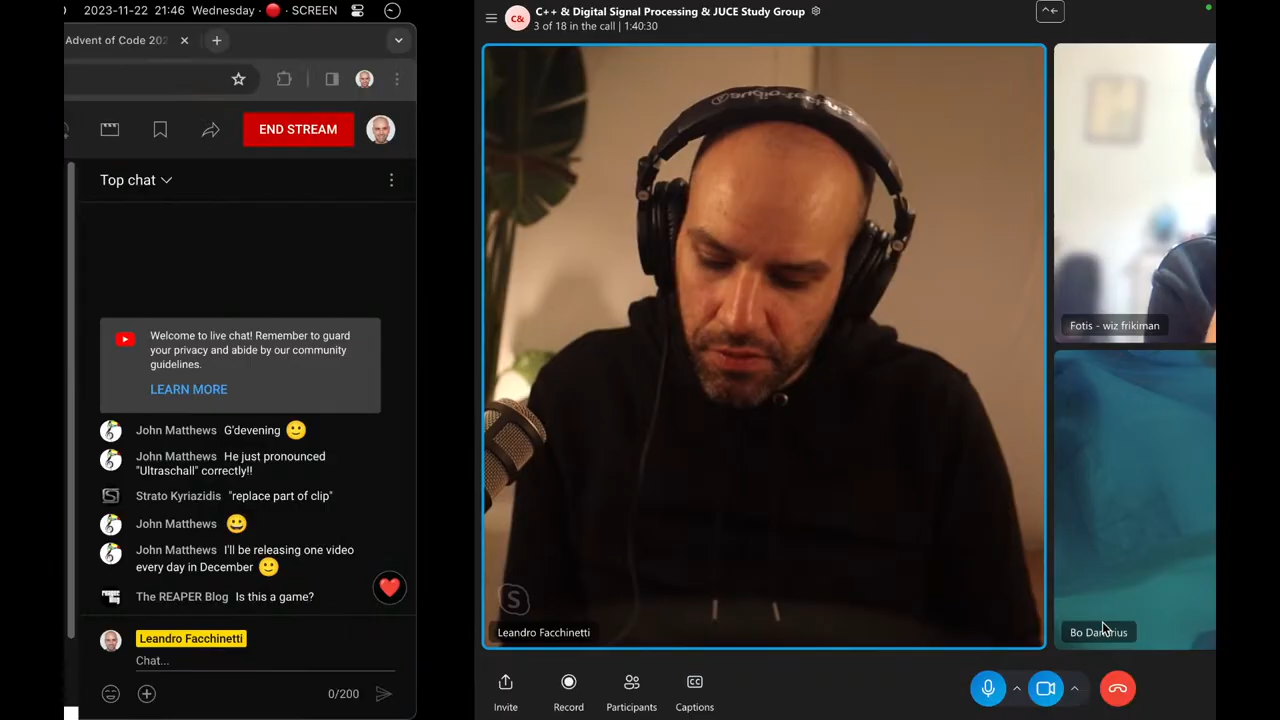 2023-11-22 21:46 Wednesday · · SCREEN
Advent of Code 202
END STREAM
Top chat
Welcome to live chat! Remember to guard
your privacy and abide by our community
guidelines.
LEARN MORE
John Matthews G'devening
John Matthews He just pronounced
"Ultraschall" correctly!!
Strato Kyriazidis "replace part of clip"
John Matthews
John Matthews I'll be releasing one video
every day in December
The REAPER Blog Is this a game?
Leandro Facchinetti
Chat...
0/200
C&
C++ & Digital Signal Processing & JUCE Study Group
3 of 18 in the call | 1:40:30
Fotis - wiz frikiman
Leandro Facchinetti
Bo
Invite
Record
Participants
CC
Captions